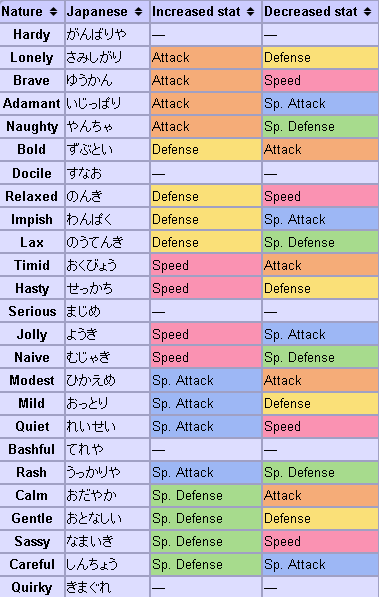 Nature Japanese Increased stat Decreased stat
Hardy がんばりや — —
Lonely さみしがり Attack Defense
Brave ゆうかん Attack Speed
Adamant いじっぱり Attack Sp. Attack
Naughty やんちゃ Attack Sp. Defense
Bold ずぶとい Defense Attack
Docile すなお — —
Relaxed のんき Defense Speed
Impish わんぱく Defense Sp. Attack
Lax のうてんき Defense Sp. Defense
Timid おくびょう Speed Attack
Hasty せっかち Speed Defense
Serious まじめ — —
Jolly ようき Speed Sp. Attack
Naive むじゃき Speed Sp. Defense
Modest ひかえめ Sp. Attack Attack
Mild おっとり Sp. Attack Defense
Quiet れいせい Sp. Attack Speed
Bashful てれや — —
Rash うっかりや Sp. Attack Sp. Defense
Calm おだやか Sp. Defense Attack
Gentle おとなしい Sp. Defense Defense
Sassy なまいき Sp. Defense Speed
Careful しんちょう Sp. Defense Sp. Attack
Quirky きまぐれ — —